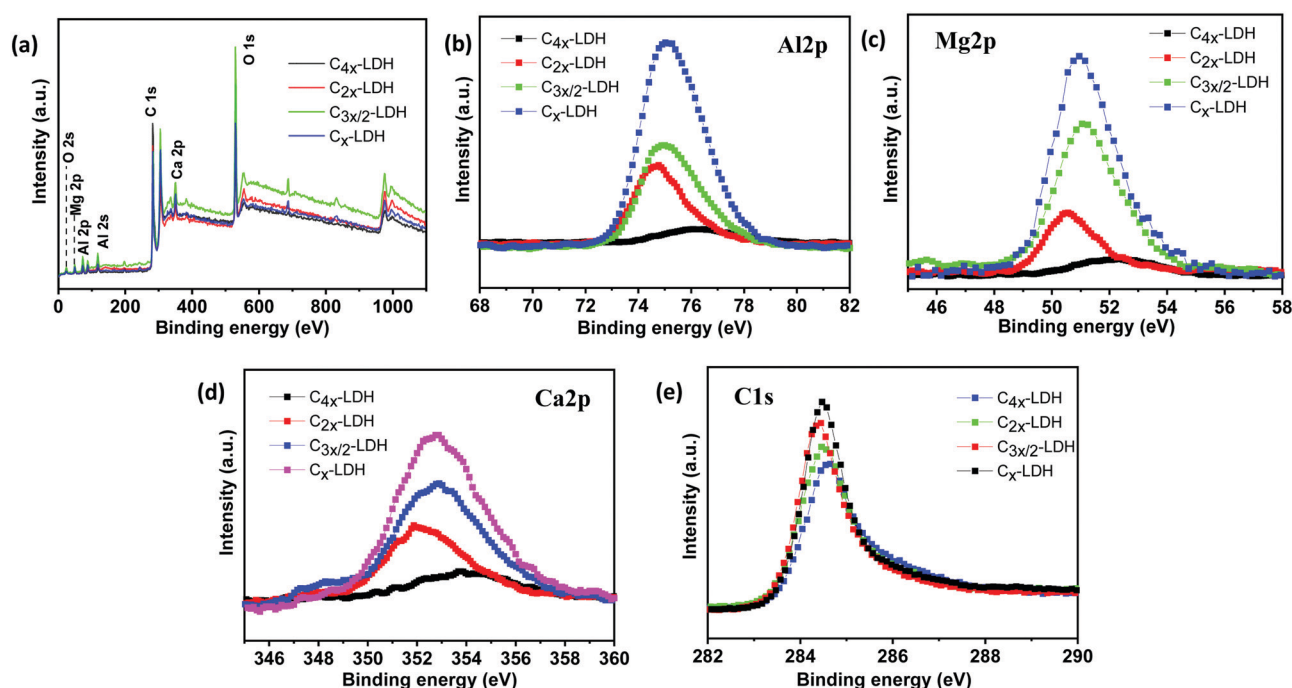 (a)
Intensity (a.u.)
O 2s
Mg 2p
Al 2p
Al 2s
C 1s
Ca 2p
O 1s
C4x-LDH
C2x-LDH
C3x/2-LDH
Cx-LDH
0 200 400 600 800 1000
Binding energy (eV)
(b)
Intensity (a.u.)
C4x-LDH
C2x-LDH
C3x/2-LDH
Cx-LDH
Al2p
68 70 72 74 76 78 80 82
Binding energy (eV)
(c)
Intensity (a.u.)
Mg2p
C4x-LDH
C2x-LDH
C3x/2-LDH
Cx-LDH
46 48 50 52 54 56 58
Binding energy (eV)
(d)
Intensity (a.u.)
C4x-LDH
C2x-LDH
C3x/2-LDH
Cx-LDH
Ca2p
346 348 350 352 354 356 358 360
Binding energy (eV)
(e)
Intensity (a.u.)
C1s
C4x-LDH
C2x-LDH
C3x/2-LDH
Cx-LDH
282 284 286 288 290
Binding energy (eV)